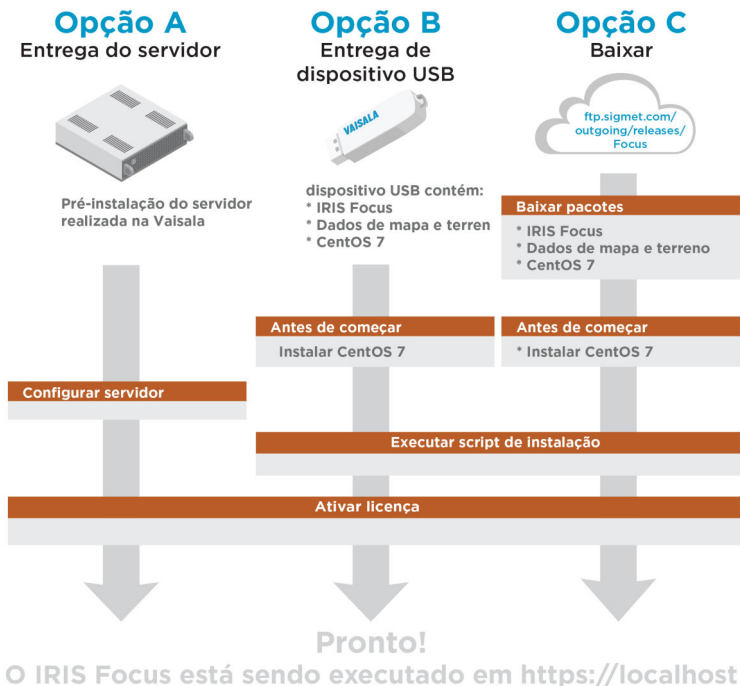 Opção A
Entrega do servidor
Pré-instalação do servidor
realizada na Vaisala
Opção B
Entrega de
dispositivo USB
VAISALA
dispositivo USB contém:
* IRIS Focus
* Dados de mapa e terren
* CentOS 7
Opção C
Baixar
ftp.sigmet.com/
outgoing/releases/
Focus
Baixar pacotes
* IRIS Focus
* Dados de mapa e terreno
* CentOS 7
Antes de começar
Instalar CentOS 7
Antes de começar
* Instalar CentOS 7
Configurar servidor
Executar script de instalação
Ativar licença
Pronto!
O IRIS Focus está sendo executado em https://localhost